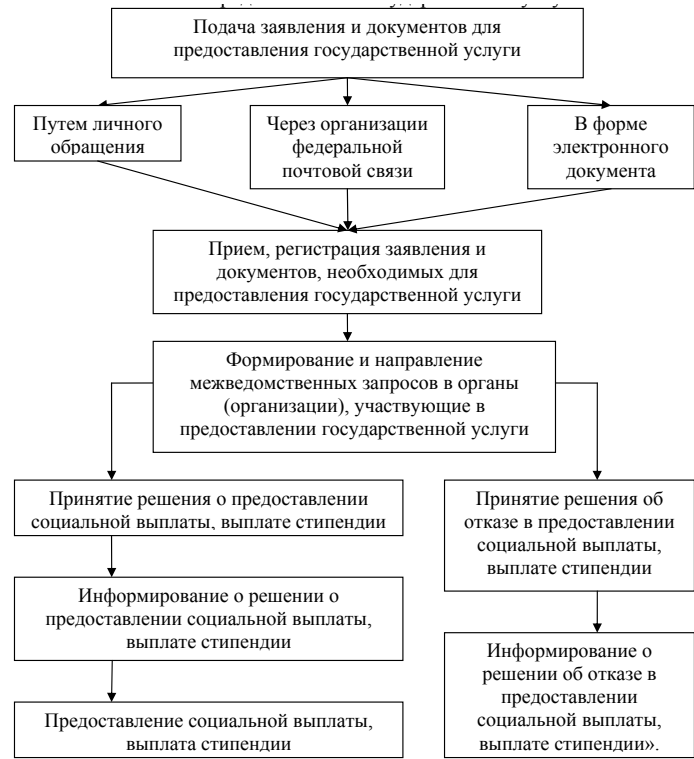 Подача заявления и документов для
предоставления государственной услуги
Путем личного
обращения
Через организации
федеральной
почтовой связи
В форме
электронного
документа
Прием, регистрация заявления и
документов, необходимых для
предоставления государственной услуги
Формирование и направление
межведомственных запросов в органы
(организации), участвующие в
предоставлении государственной услуги
Принятие решения о предоставлении
социальной выплаты, выплате стипендии
Информирование о решении о
предоставлении социальной выплаты,
выплате стипендии
Предоставление социальной выплаты,
выплата стипендии
Принятие решения об
отказе в предоставлении
социальной выплаты,
выплате стипендии
Информирование о
решении об отказе в
предоставлении
социальной выплаты,
выплате стипендии».